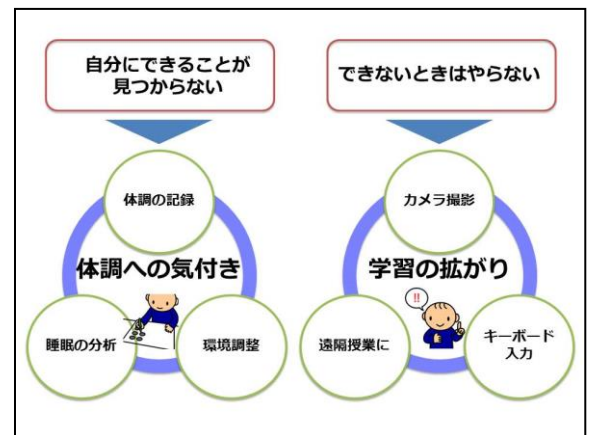 自分にできることが
見つからない
体調の記録
体調への気付き
睡眠の分析
環境調整
できないときはやらない
カメラ撮影
学習の拡がり
!!
遠隔授業に
キーボード
入力